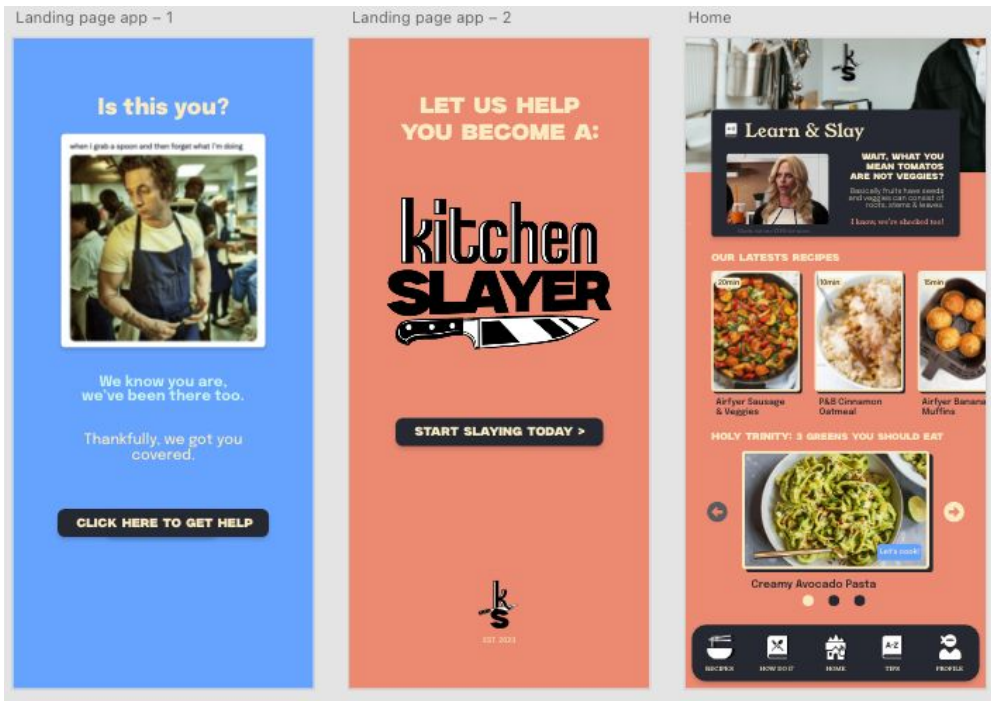 Landing page app – 1
Is this you?
when I grab a spoon and then forget what I'm doing
We know you are,
we've been there too.
Thankfully, we got you
covered.
CLICK HERE TO GET HELP
Landing page app – 2
LET US HELP
YOU BECOME A:
kitchen
SLAYER
START SLAYING TODAY >
ks
EST. 2023
Home
ks
A-Z
Learn & Slay
WAIT, WHAT YOU
MEAN TOMATOS
ARE NOT VEGGIES?
Basically fruits have seeds
and veggies can consist of
roots, stems & leaves.
I know, we're shocked too!
OUR LATESTS RECIPES
20min
10min
15min
Airfyer Sausage
& Veggies
P&B Cinnamon
Oatmeal
Airfyer Banana
Muffins
HOLY TRINITY: 3 GREENS YOU SHOULD EAT
Let's cook!
Creamy Avocado Pasta
RECIPES
HOW DO I?
HOME
A-Z
TIPS
PROFILE